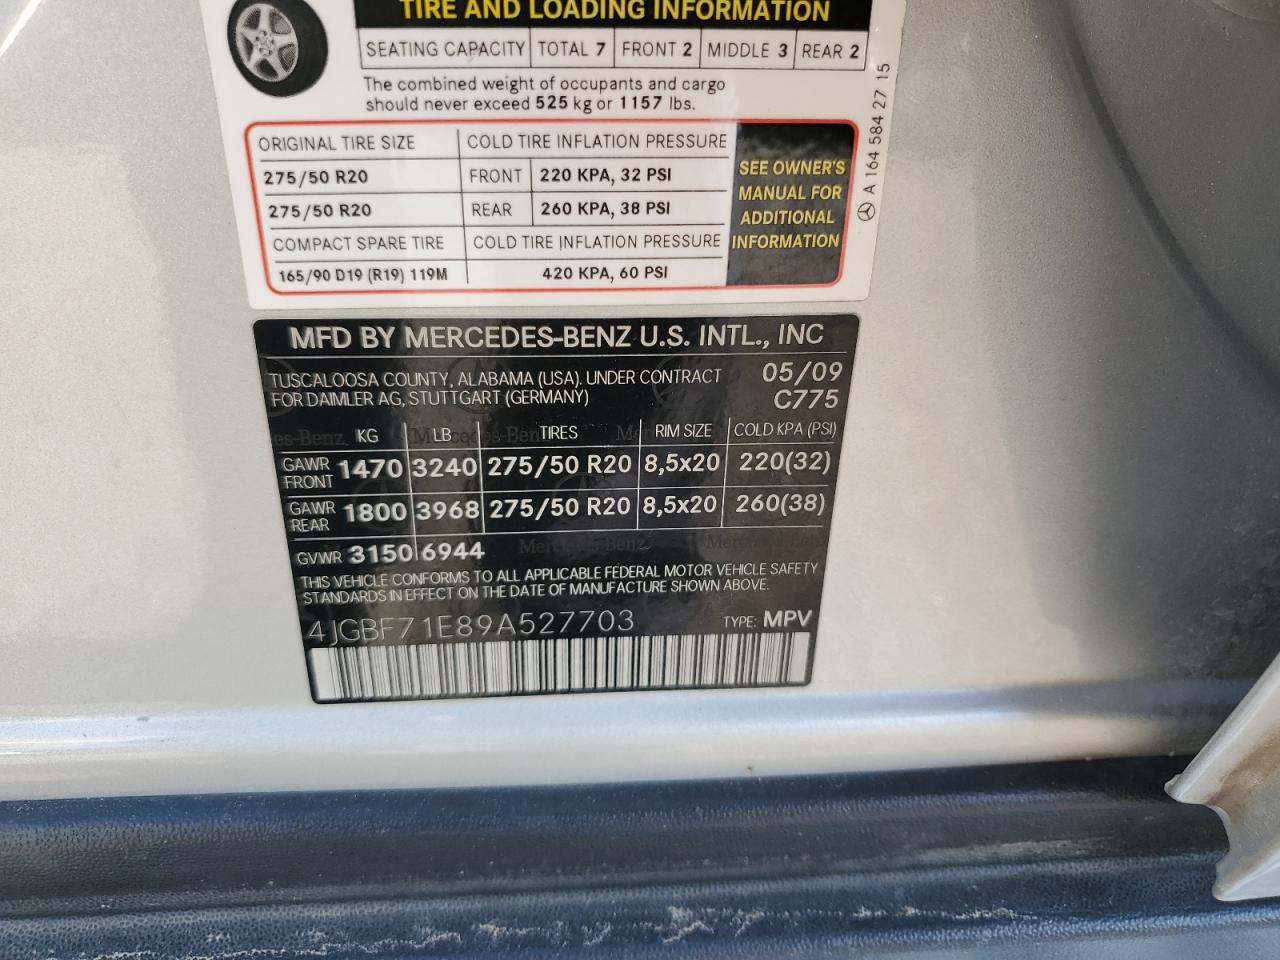 TIRE AND LOADING INFORMATION
SEATING CAPACITY TOTAL 7 FRONT 2 MIDDLE 3 REAR 2
The combined weight of occupants and cargo
should never exceed 525 kg or 1157 lbs.
ORIGINAL TIRE SIZE COLD TIRE INFLATION PRESSURE
275/50 R20 FRONT 220 KPA, 32 PSI
275/50 R20 REAR 260 KPA, 38 PSI
COMPACT SPARE TIRE COLD TIRE INFLATION PRESSURE
165/90 D19 (R19) 119M 420 KPA, 60 PSI
SEE OWNER'S
MANUAL FOR
ADDITIONAL
INFORMATION
A 164 584 27 15
MFD BY MERCEDES-BENZ U.S. INTL., INC
TUSCALOOSA COUNTY, ALABAMA (USA). UNDER CONTRACT 05/09
FOR DAIMLER AG, STUTTGART (GERMANY) C775
KG LB TIRES RIM SIZE COLD KPA (PSI)
GAWR FRONT 1470 3240 275/50 R20 8,5x20 220(32)
GAWR REAR 1800 3968 275/50 R20 8,5x20 260(38)
GVWR 3150 6944
THIS VEHICLE CONFORMS TO ALL APPLICABLE FEDERAL MOTOR VEHICLE SAFETY
STANDARDS IN EFFECT ON THE DATE OF MANUFACTURE SHOWN ABOVE.
4JGBF71E89A527703 TYPE: MPV